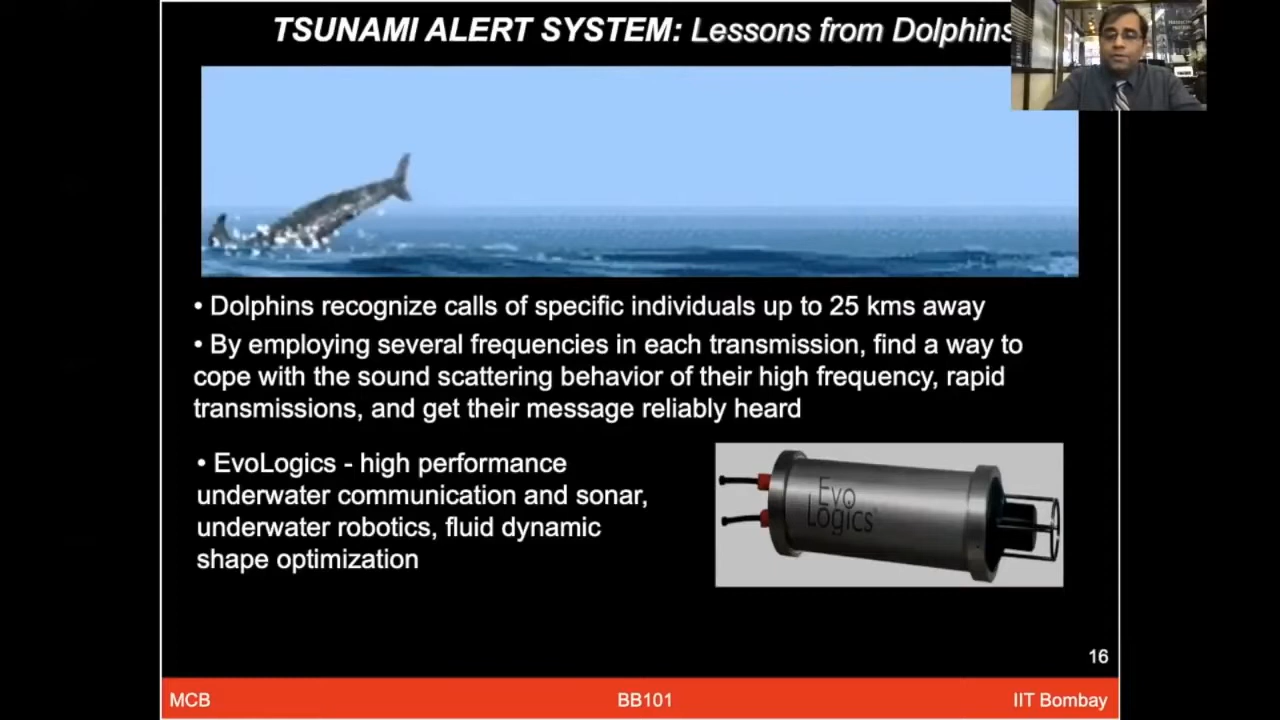 TSUNAMI ALERT SYSTEM: Lessons from Dolphins
• Dolphins recognize calls of specific individuals up to 25 kms away
• By employing several frequencies in each transmission, find a way to
cope with the sound scattering behavior of their high frequency, rapid
transmissions, and get their message reliably heard
• EvoLogics - high performance
underwater communication and sonar,
underwater robotics, fluid dynamic
shape optimization
Evo
Logics
16
MCB BB101 IIT Bombay